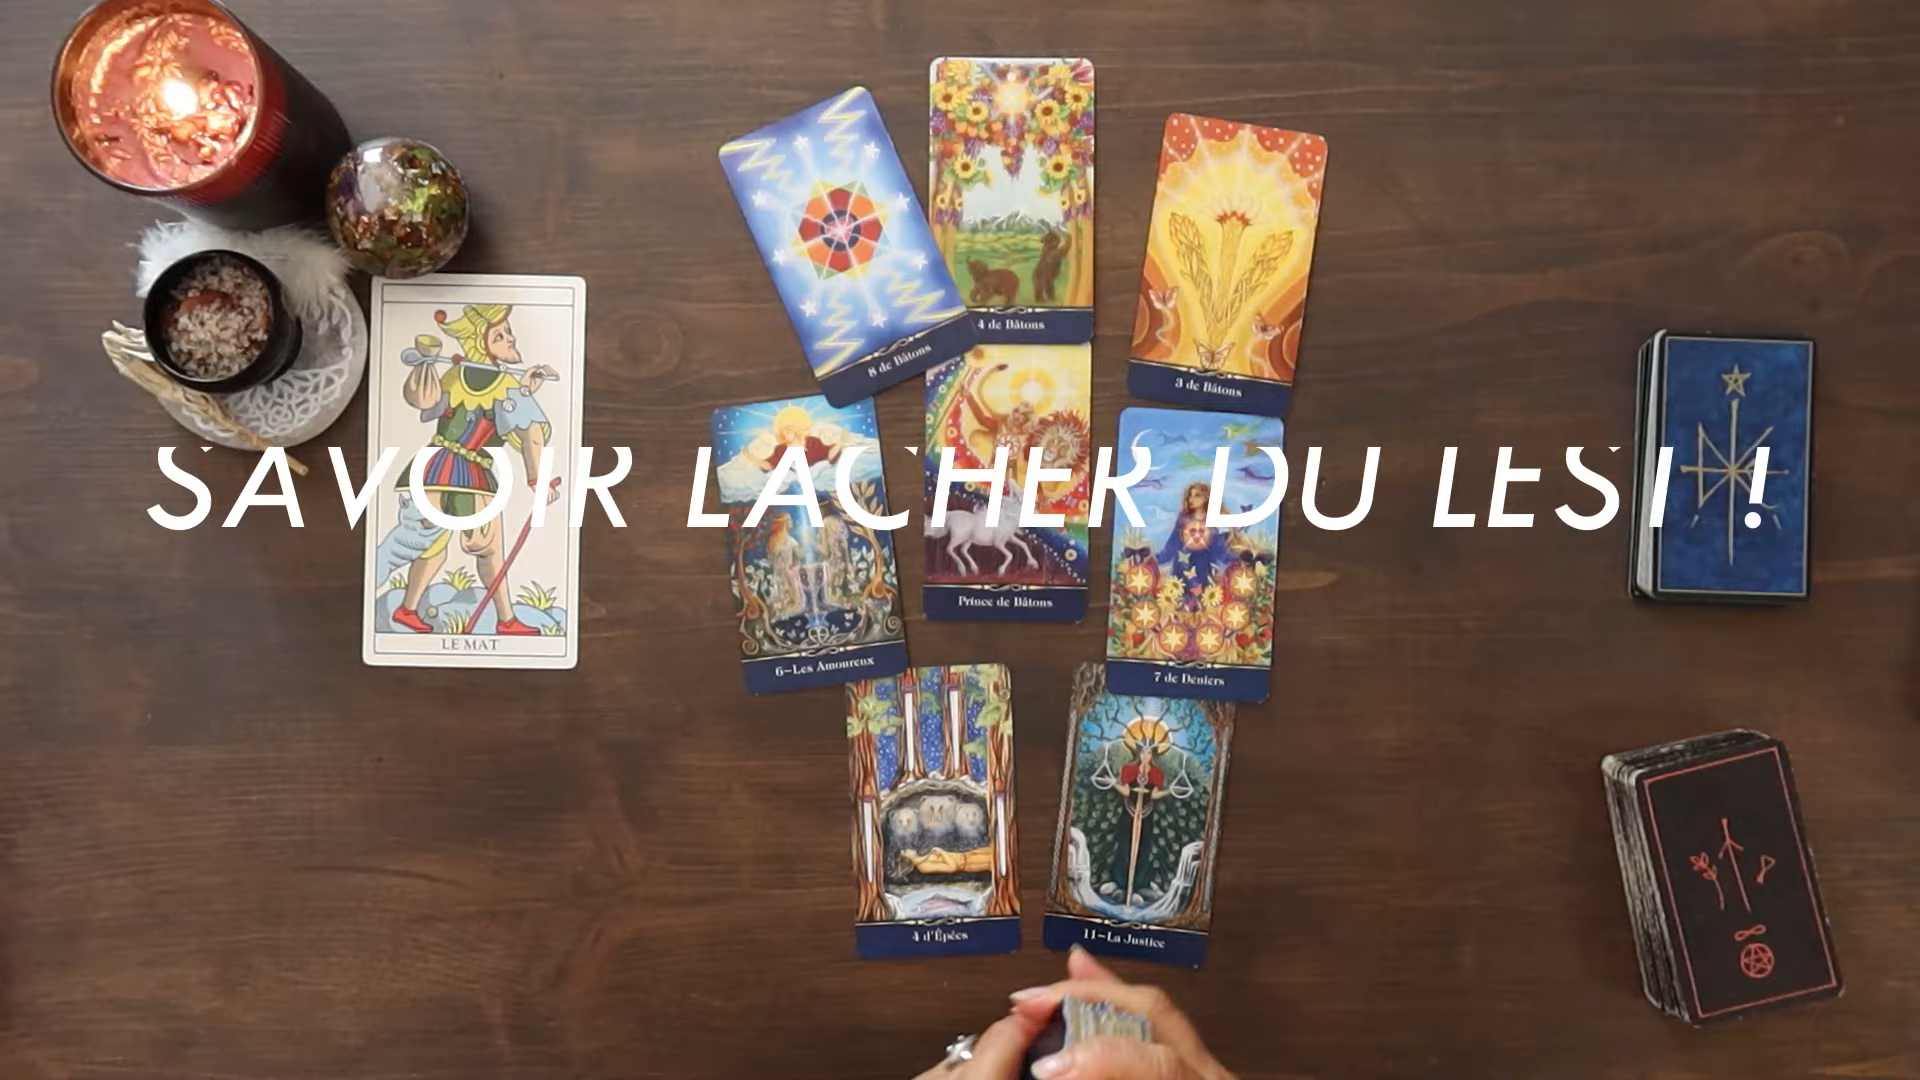 4 de Bâtons
8 de Bâtons
3 de Bâtons
SAVOIR LACHER DU LEST !
Prince de Bâtons
LE MAT
6–Les Amoureux
7 de Deniers
4 d'Épées
11–La Justice